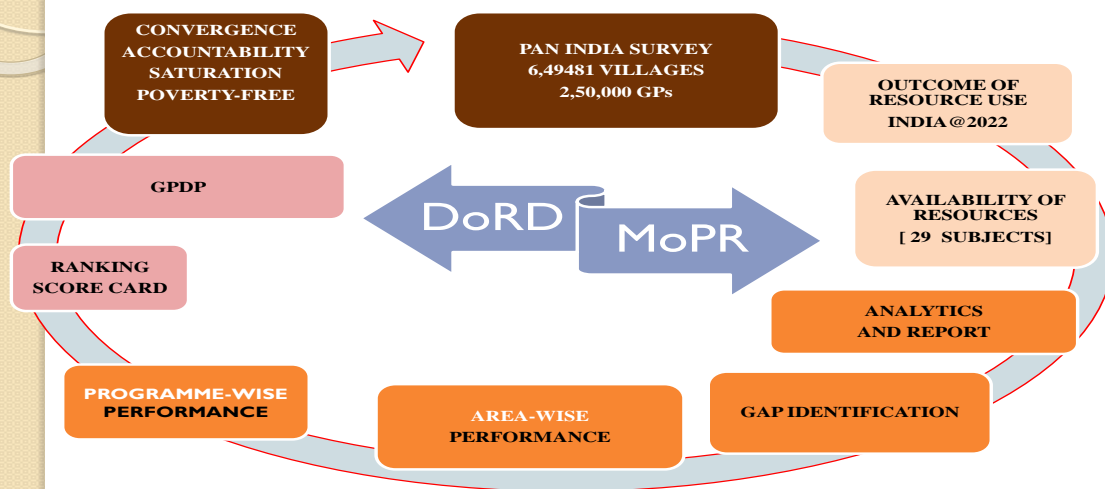 CONVERGENCE
ACCOUNTABILITY
SATURATION
POVERTY-FREE
PAN INDIA SURVEY
6,49481 VILLAGES
2,50,000 GPs
OUTCOME OF
RESOURCE USE
INDIA@2022
AVAILABILITY OF
RESOURCES
[ 29 SUBJECTS]
ANALYTICS
AND REPORT
GAP IDENTIFICATION
AREA-WISE
PERFORMANCE
PROGRAMME-WISE
PERFORMANCE
RANKING
SCORE CARD
GPDP
DoRD
MoPR